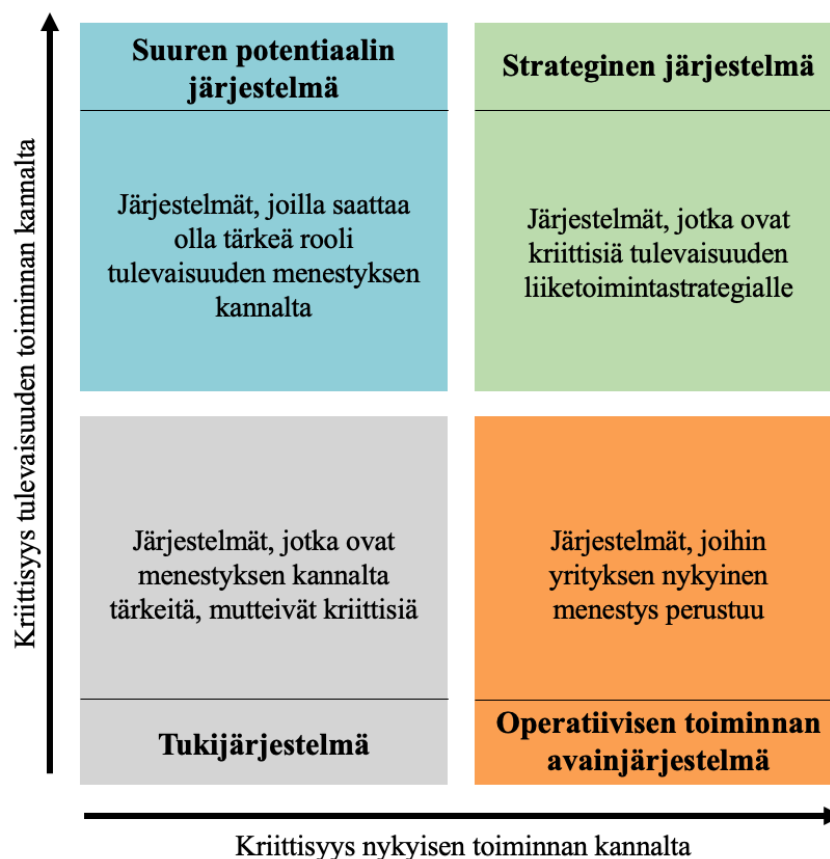 Kriittisyys tulevaisuuden toiminnan kannalta
Suuren potentiaalin
järjestelmä
Järjestelmät, joilla saattaa
olla tärkeä rooli
tulevaisuuden menestyksen
kannalta
Strateginen järjestelmä
Järjestelmät, jotka ovat
kriittisiä tulevaisuuden
liiketoimintastrategialle
Järjestelmät, jotka ovat
menestyksen kannalta
tärkeitä, mutteivät kriittisiä
Tukijärjestelmä
Järjestelmät, joihin
yrityksen nykyinen
menestys perustuu
Operatiivisen toiminnan
avainjärjestelmä
Kriittisyys nykyisen toiminnan kannalta